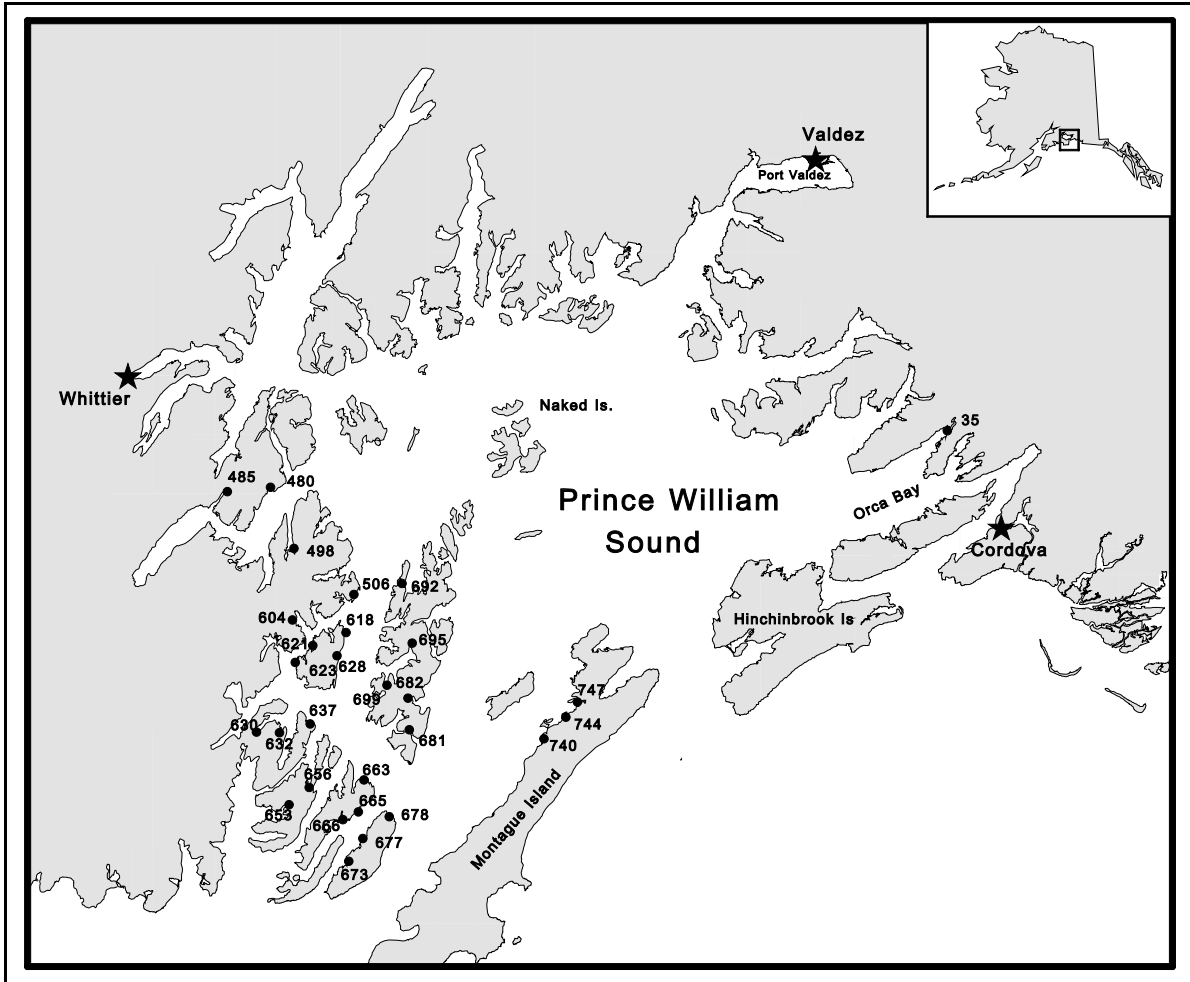 Valdez
Port Valdez
Whittier
Naked Is.
35
485
480
Prince William
Sound
Orca Bay
498
Cordova
506
692
604
618
Hinchinbrook Is
621
695
623
628
682
699
747
637
744
630
632
681
740
656
663
653
665
666
678
Montague Island
677
673